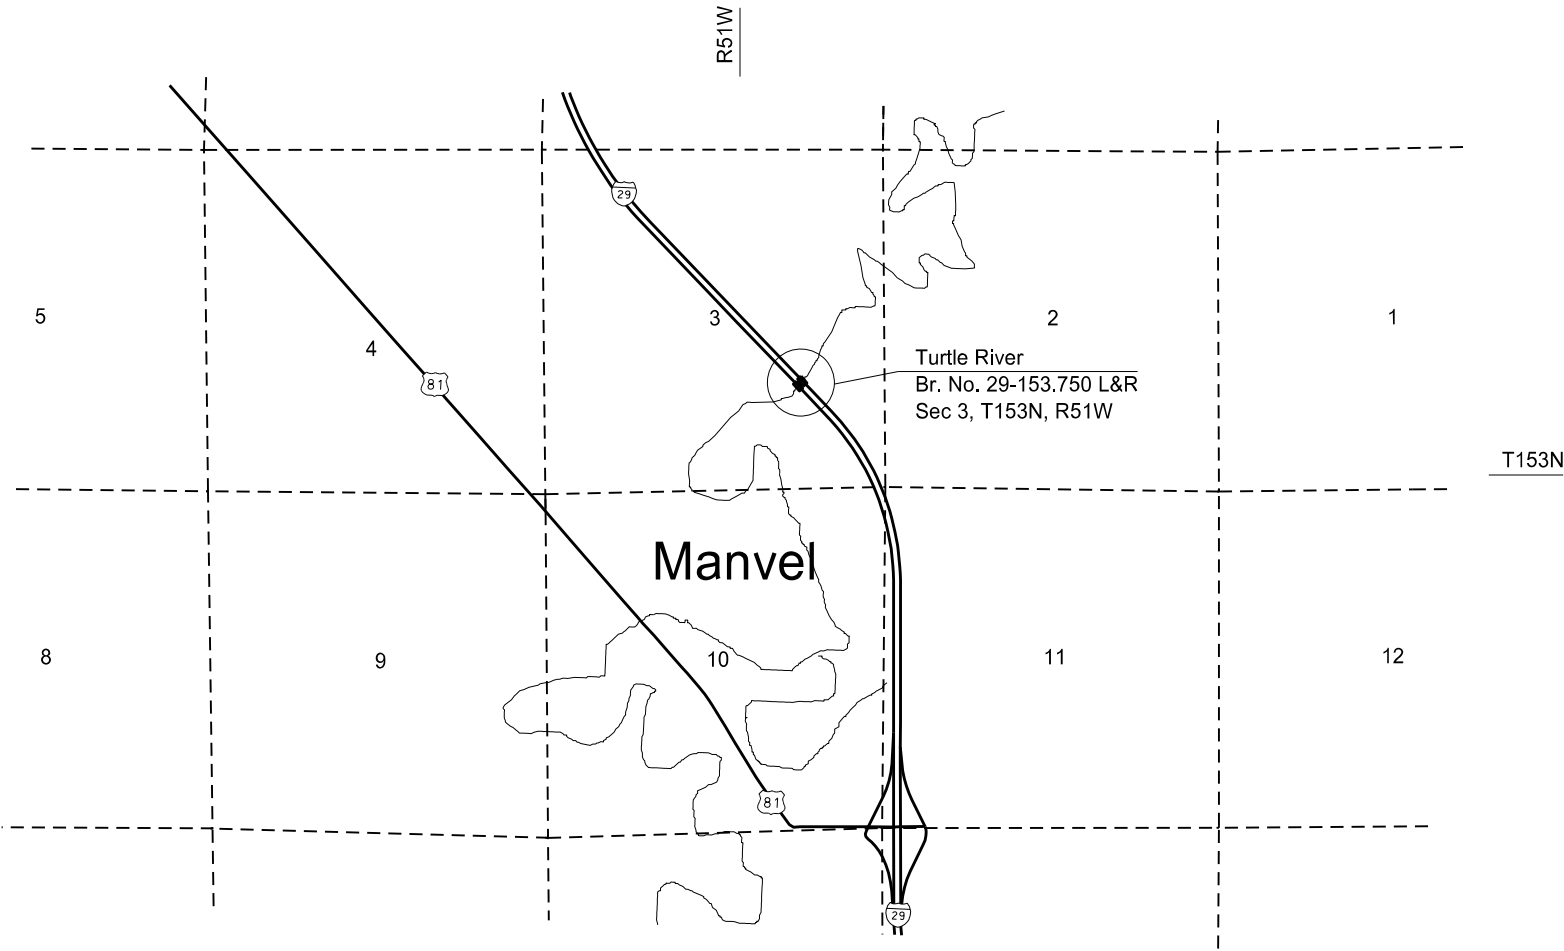 R51W
29
5
3
2
1
4
Turtle River
81
Br. No. 29-153.750 L&R
Sec 3, T153N, R51W
T153N
Manvel
8
9
10
11
12
81
29